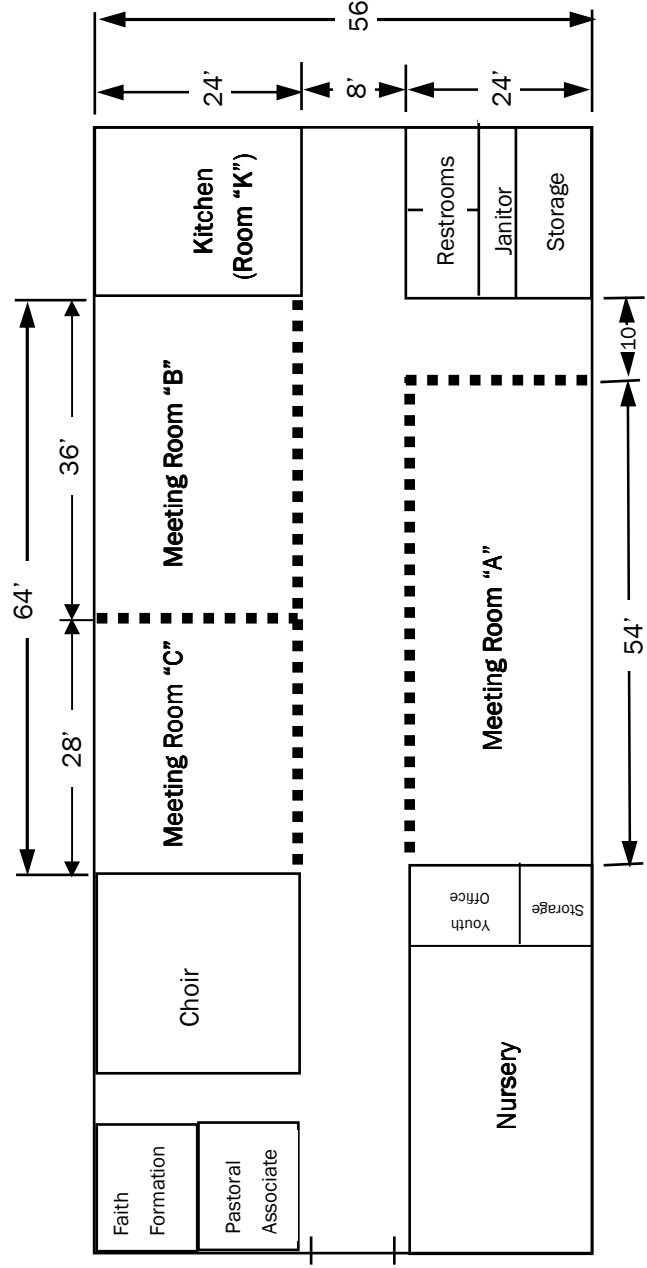 64’
28’
36’
Faith
Formation
Pastoral
Associate
Choir
Meeting Room “C”
Meeting Room “B”
Kitchen
(Room “K”)
24’
8’
24’
56
Nursery
Youth
Office
Storage
Meeting Room “A”
Restrooms
Janitor
Storage
54’
10’